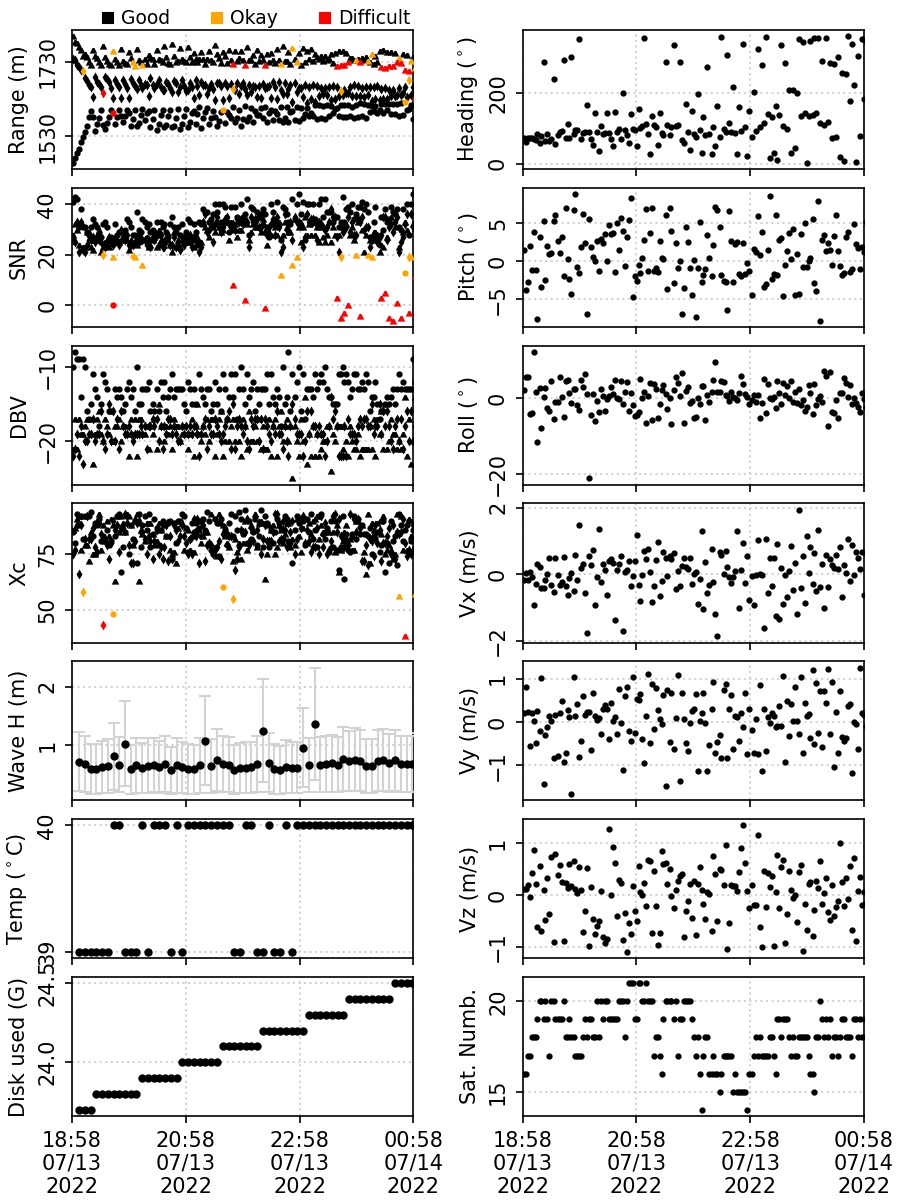 Good Okay Difficult
Range (m)
1730
1530
Heading (°)
200
0
SNR
40
20
0
Pitch (°)
5
0
−5
DBV
−10
−20
Roll (°)
0
−20
Xc
75
50
Vx (m/s)
2
0
−2
Wave H (m)
2
1
Vy (m/s)
1
0
−1
Temp (°C)
40
39
Vz (m/s)
1
0
−1
Disk used (G)
24.5
24.0
Sat. Numb.
20
15
18:58 20:58 22:58 00:58
07/13 07/13 07/13 07/14
2022 2022 2022 2022
18:58 20:58 22:58 00:58
07/13 07/13 07/13 07/14
2022 2022 2022 2022